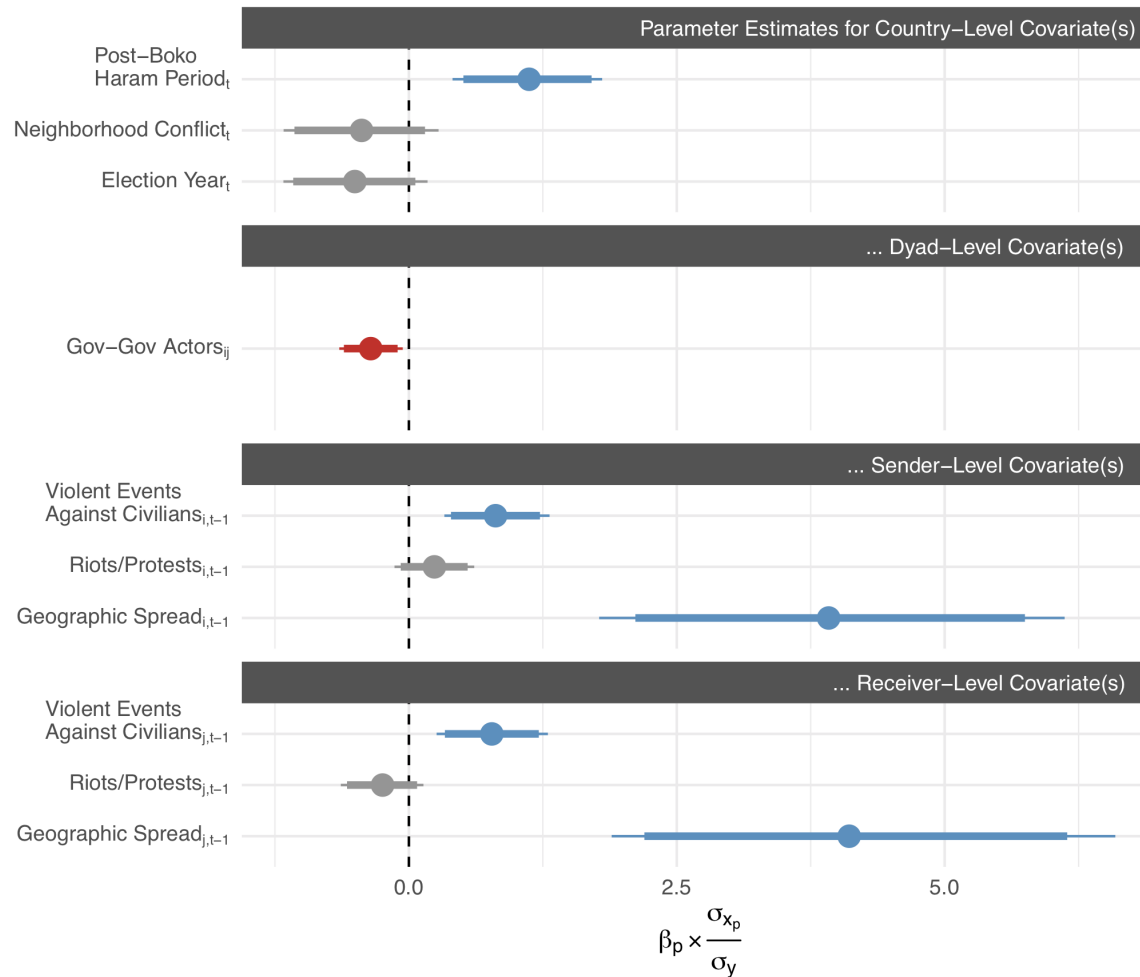 Parameter Estimates for Country−Level Covariate(s)
Post−Boko
Haram Periodₜ
Neighborhood Conflictₜ
Election Yearₜ
... Dyad−Level Covariate(s)
Gov−Gov Actorsᵢⱼ
... Sender−Level Covariate(s)
Violent Events
Against Civiliansᵢ,ₜ₋₁
Riots/Protestsᵢ,ₜ₋₁
Geographic Spreadᵢ,ₜ₋₁
... Receiver−Level Covariate(s)
Violent Events
Against Civiliansⱼ,ₜ₋₁
Riots/Protestsⱼ,ₜ₋₁
Geographic Spreadⱼ,ₜ₋₁
0.0 2.5 5.0
βₚ × σₓₚ / σᵧ